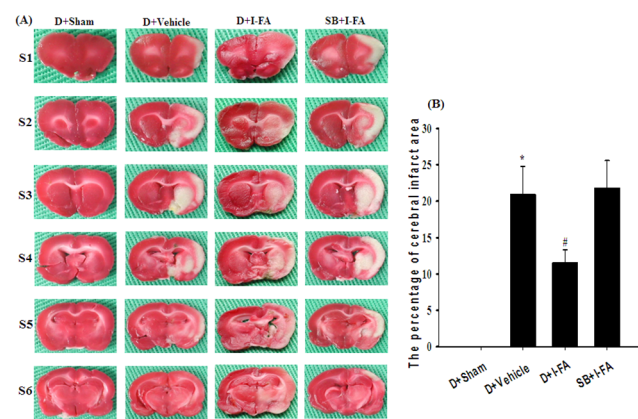 (A)
D+Sham D+Vehicle D+I-FA SB+I-FA
S1
S2
S3
S4
S5
S6
(B)
The percentage of cerebral infarct area
30
25
20
15
10
5
0
*
#
D+Sham D+Vehicle D+I-FA SB+I-FA